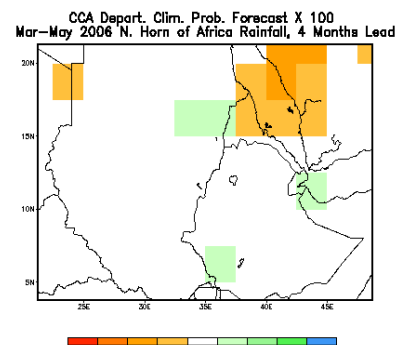 CCA Depart. Clim. Prob. Forecast X 100
Mar-May 2006 N. Horn of Africa Rainfall, 4 Months Lead
20N
15N
10N
5N
25E 30E 35E 40E 45E